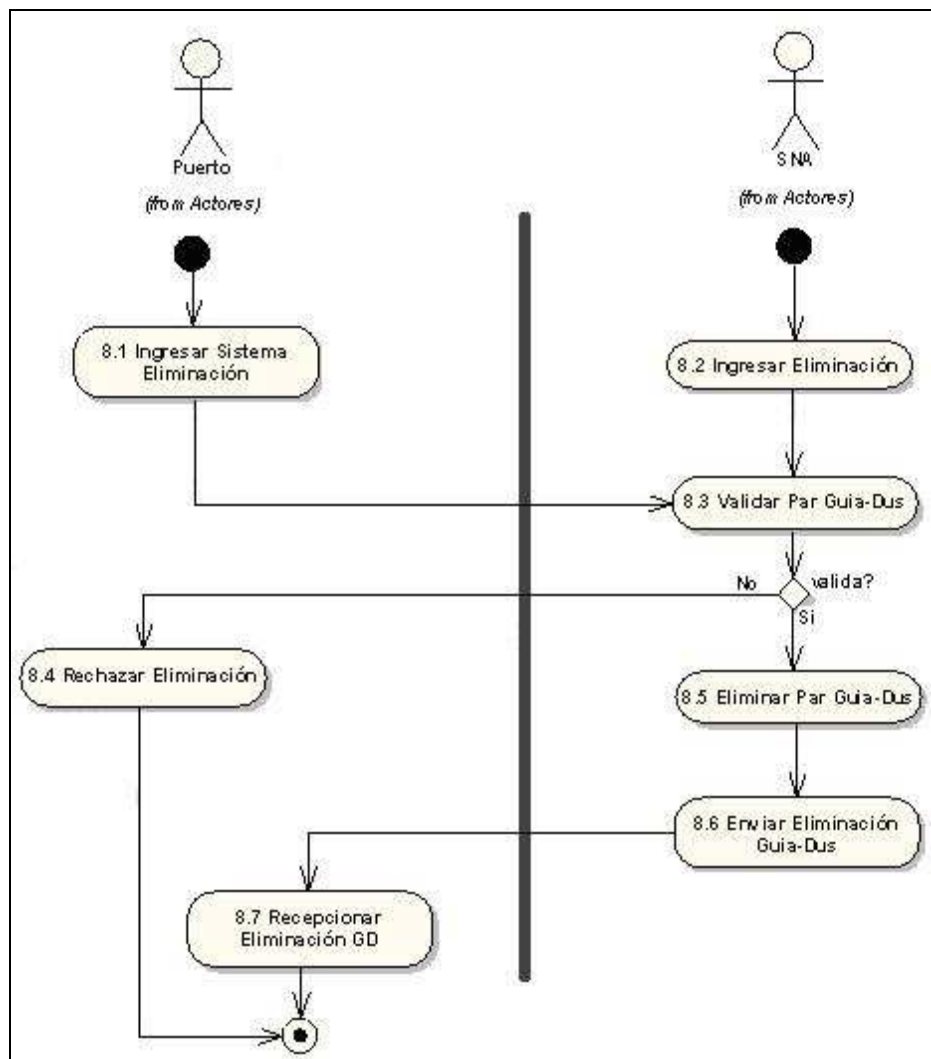 Puerto
(from Actores)
SNA
(from Actores)
8.1 Ingresar Sistema
Eliminación
8.2 Ingresar Eliminación
8.3 Validar Par Guia-Dus
No
valida?
Si
8.4 Rechazar Eliminación
8.5 Eliminar Par Guia-Dus
8.6 Enviar Eliminación
Guia-Dus
8.7 Recepcionar
Eliminación GD